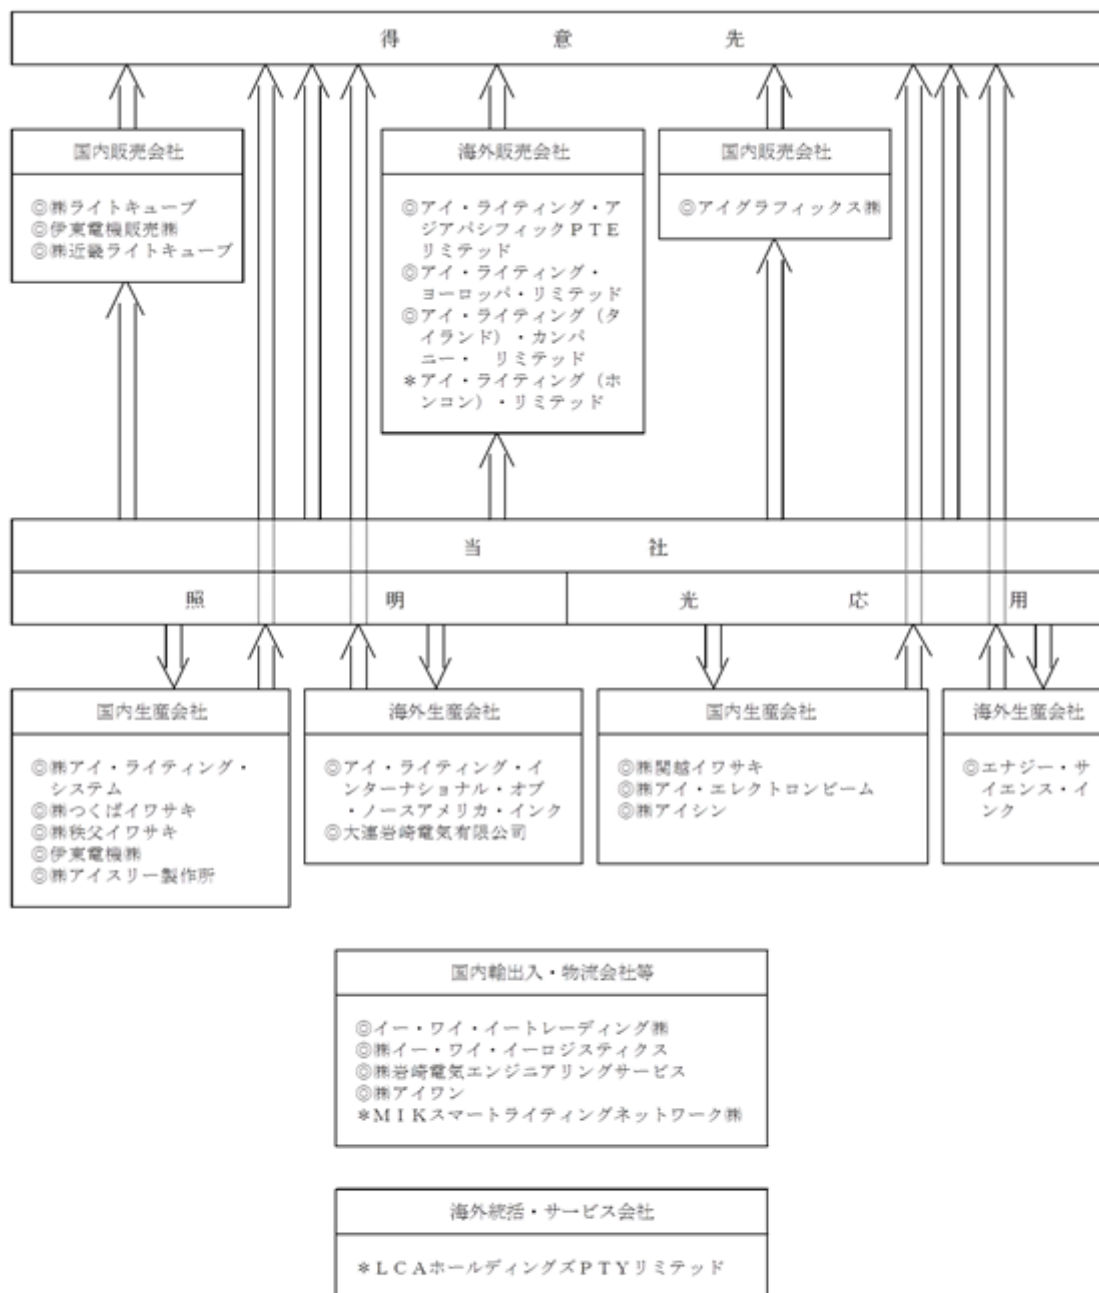 得意先
国内販売会社
◎㈱ライトキューブ
◎伊東電機販売㈱
◎㈱近畿ライトキューブ
海外販売会社
◎アイ・ライティング・ア
ジアパシフィックＰＴＥ
リミテッド
◎アイ・ライティング・
ヨーロッパ・リミテッド
◎アイ・ライティング（タ
イランド）・カンパ
ニー・　リミテッド
＊アイ・ライティング（ホ
ンコン）・リミテッド
国内販売会社
◎アイグラフィックス㈱
当社
照明
光応用
国内生産会社
◎㈱アイ・ライティング・
システム
◎㈱つくばイワサキ
◎㈱秩父イワサキ
◎伊東電機㈱
◎㈱アイスリー製作所
海外生産会社
◎アイ・ライティング・イ
ンターナショナル・オブ
・ノースアメリカ・インク
◎大連岩崎電気有限公司
国内生産会社
◎㈱関越イワサキ
◎㈱アイ・エレクトロンビーム
◎㈱アイシン
海外生産会社
◎エナジー・サ
イエンス・イ
ンク
国内輸出入・物流会社等
◎イー・ワイ・イートレーディング㈱
◎㈱イー・ワイ・イーロジスティクス
◎㈱岩崎電気エンジニアリングサービス
◎㈱アイワン
＊ＭＩＫスマートライティングネットワーク㈱
海外統括・サービス会社
＊ＬＣＡホールディングズＰＴＹリミテッド